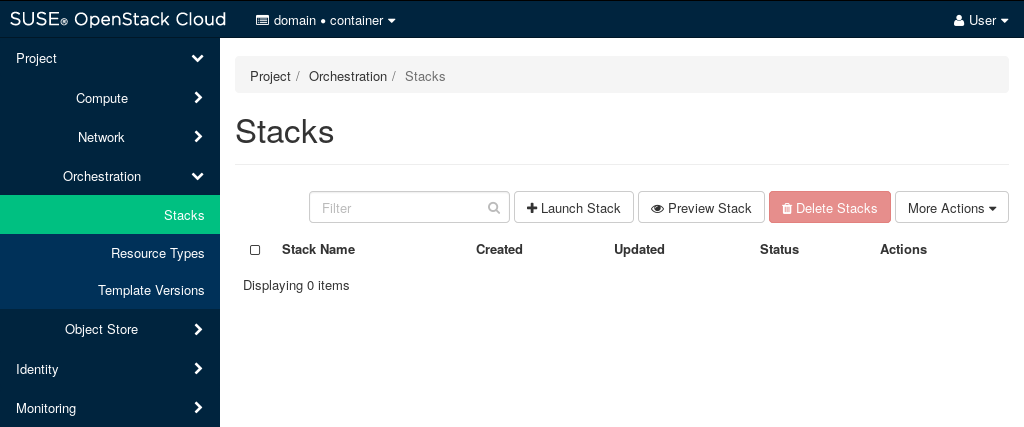 SUSE® OpenStack Cloud
domain • container
User
Project
Compute
Network
Orchestration
Stacks
Resource Types
Template Versions
Object Store
Identity
Monitoring
Project / Orchestration / Stacks
Stacks
Filter
Launch Stack
Preview Stack
Delete Stacks
More Actions
Stack Name Created Updated Status Actions
Displaying 0 items